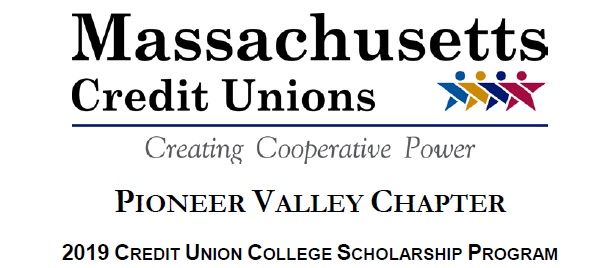 Massachusetts
Credit Unions
Creating Cooperative Power
PIONEER VALLEY CHAPTER
2019 CREDIT UNION COLLEGE SCHOLARSHIP PROGRAM